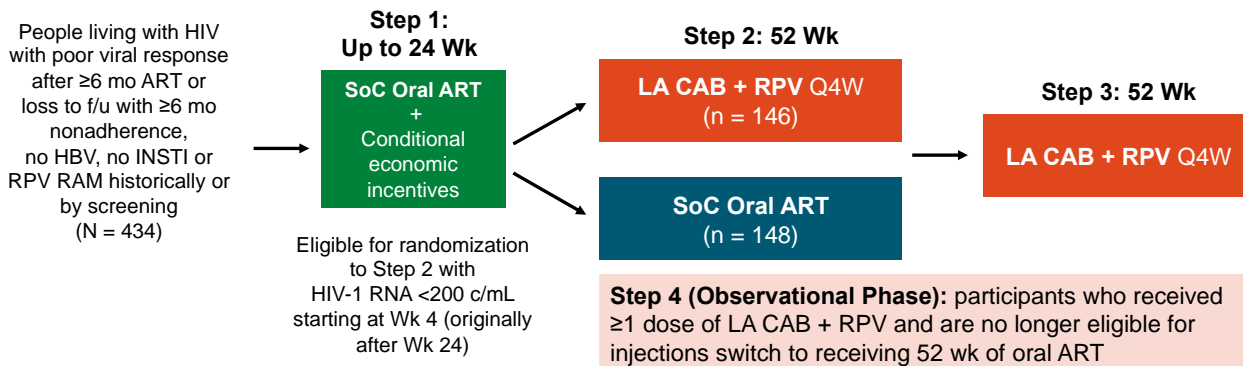 People living with HIV
with poor viral response
after ≥6 mo ART or
loss to f/u with ≥6 mo
nonadherence,
no HBV, no INSTI or
RPV RAM historically or
by screening
(N = 434)
Step 1:
Up to 24 Wk
SoC Oral ART
+
Conditional
economic
incentives
Eligible for randomization
to Step 2 with
HIV-1 RNA <200 c/mL
starting at Wk 4 (originally
after Wk 24)
Step 2: 52 Wk
LA CAB + RPV Q4W
(n = 146)
SoC Oral ART
(n = 148)
Step 3: 52 Wk
LA CAB + RPV Q4W
Step 4 (Observational Phase): participants who received
≥1 dose of LA CAB + RPV and are no longer eligible for
injections switch to receiving 52 wk of oral ART